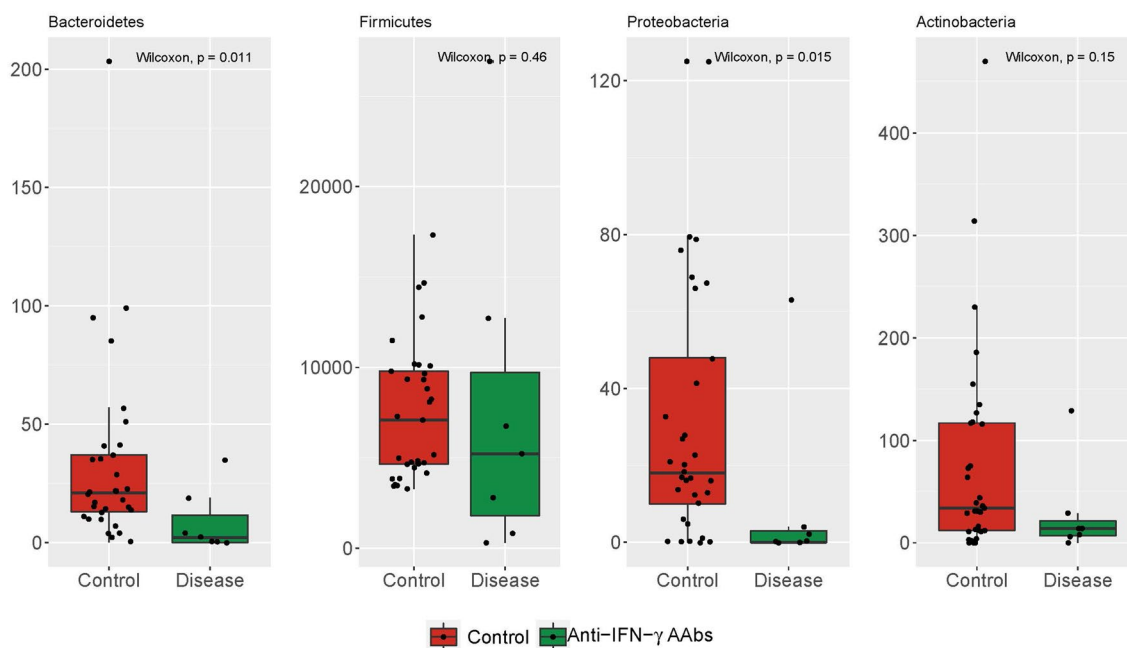 Bacteroidetes
Wilcoxon, p = 0.011
200
150
100
50
0
Control Disease
Firmicutes
Wilcoxon, p = 0.46
20000
10000
0
Control Disease
Proteobacteria
Wilcoxon, p = 0.015
120
80
40
0
Control Disease
Actinobacteria
Wilcoxon, p = 0.15
400
300
200
100
0
Control Disease
Control Anti−IFN−γ AAbs